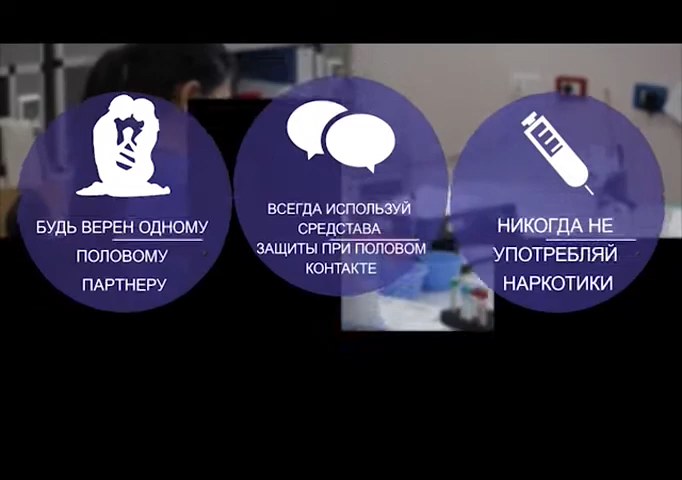 БУДЬ ВЕРЕН ОДНОМУ
ПОЛОВОМУ
ПАРТНЕРУ
ВСЕГДА ИСПОЛЬЗУЙ
СРЕДСТАВА
ЗАЩИТЫ ПРИ ПОЛОВОМ
КОНТАКТЕ
НИКОГДА НЕ
УПОТРЕБЛЯЙ
НАРКОТИКИ